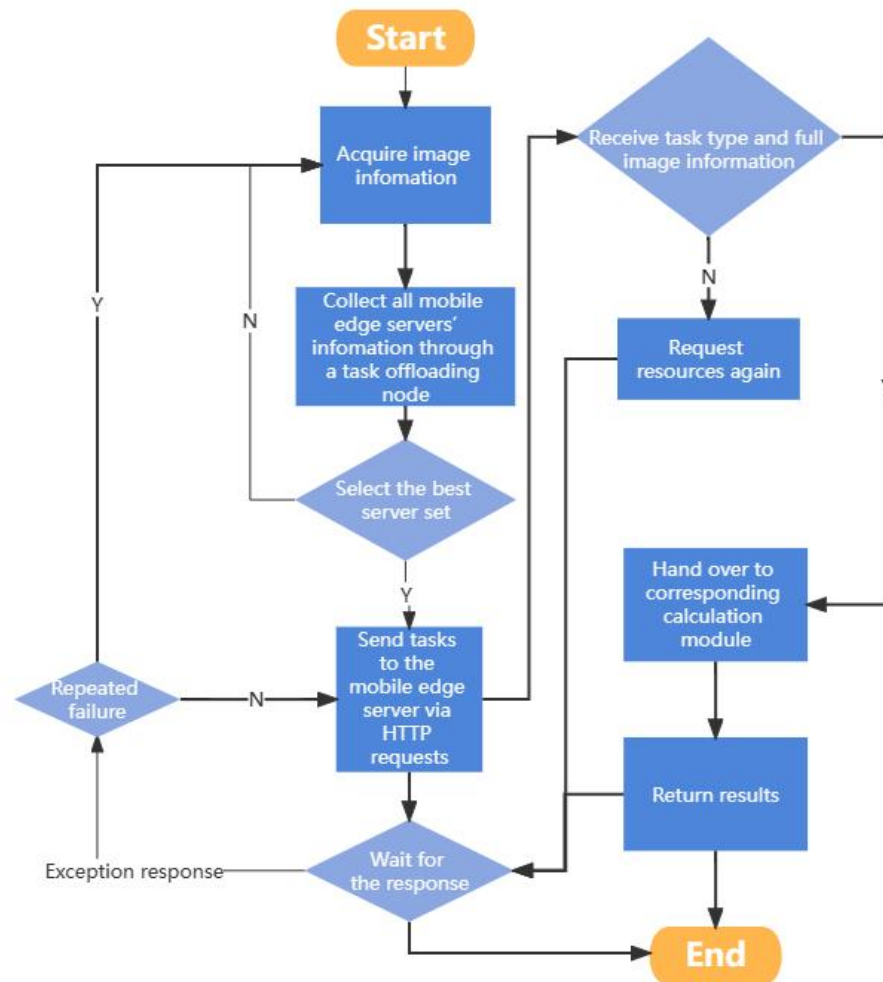 Start
Acquire image
infomation
Collect all mobile
edge servers’
infomation through
a task offloading
node
Select the best
server set
N
Y
Y
Send tasks
to the
mobile edge
server via
HTTP
requests
Repeated
failure
N
Wait for
the response
Exception response
Receive task type and full
image information
N
Request
resources again
Hand over to
corresponding
calculation
module
Return results
End